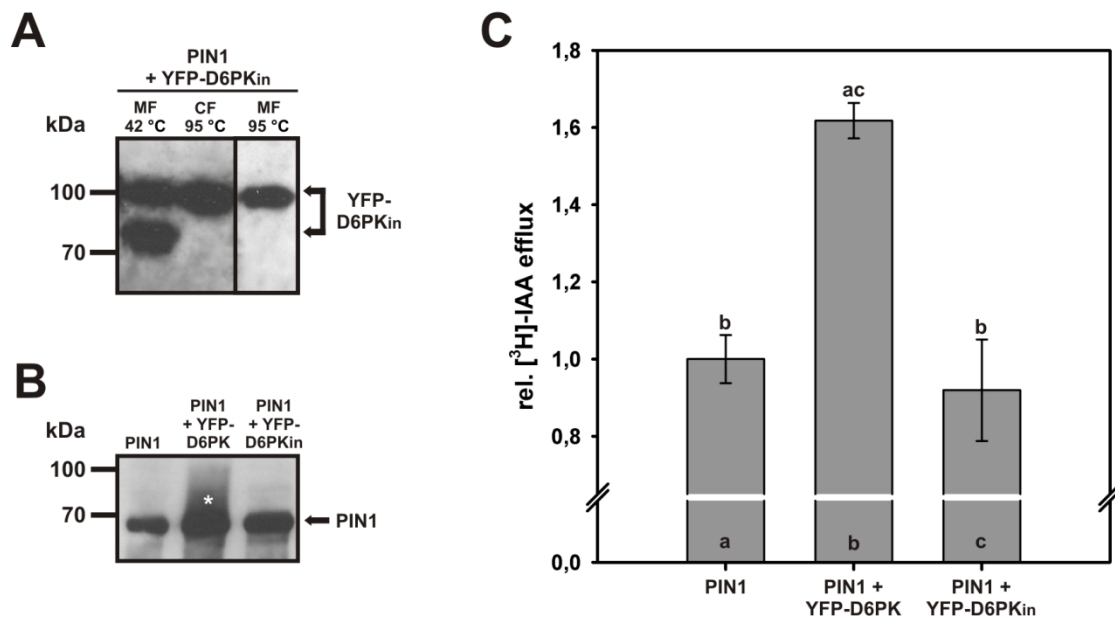 A
PIN1
+ YFP-D6PKin
MF CF MF
kDa 42 °C 95 °C 95 °C
100
70
YFP-
D6PKin
B
PIN1 PIN1
+ YFP- + YFP-
kDa PIN1 D6PK D6PKin
100
*
70
PIN1
C
rel. [³H]-IAA efflux
1,8
1,6
1,4
1,2
1,0
0,8
0,0
b ac b
a b c
PIN1 PIN1 + PIN1 +
YFP-D6PK YFP-D6PKin